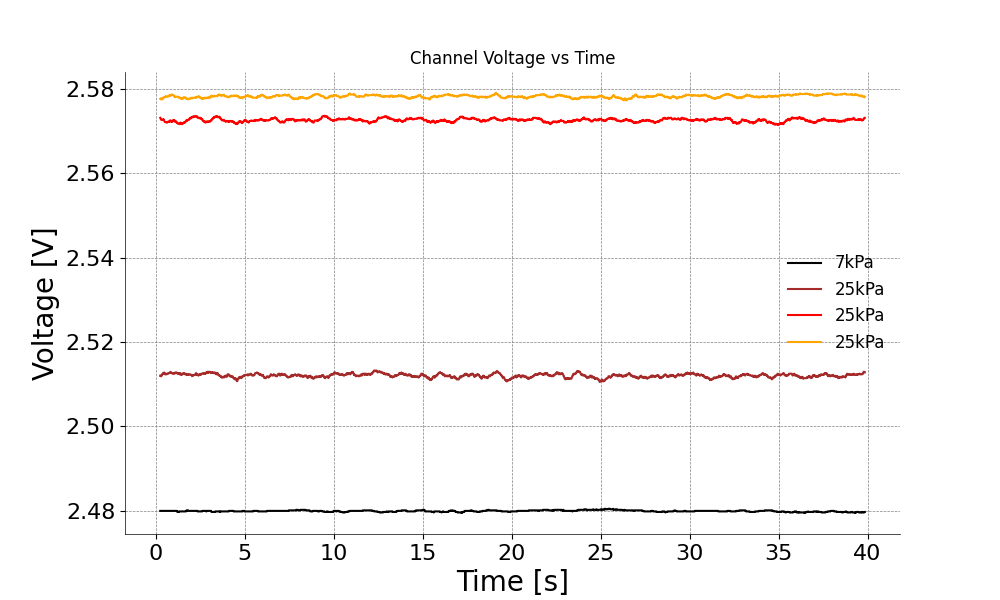 Channel Voltage vs Time
Voltage [V]
2.58
2.56
2.54
2.52
2.50
2.48
7kPa
25kPa
25kPa
25kPa
0 5 10 15 20 25 30 35 40
Time [s]